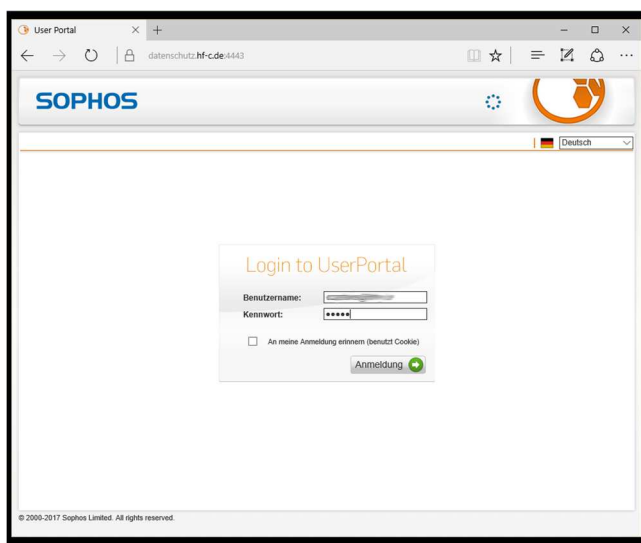 User Portal
datenschutz.hf-c.de:4443
SOPHOS
Deutsch
Login to UserPortal
Benutzername:
Kennwort:
An meine Anmeldung erinnern (benutzt Cookie)
Anmeldung
© 2000-2017 Sophos Limited. All rights reserved.